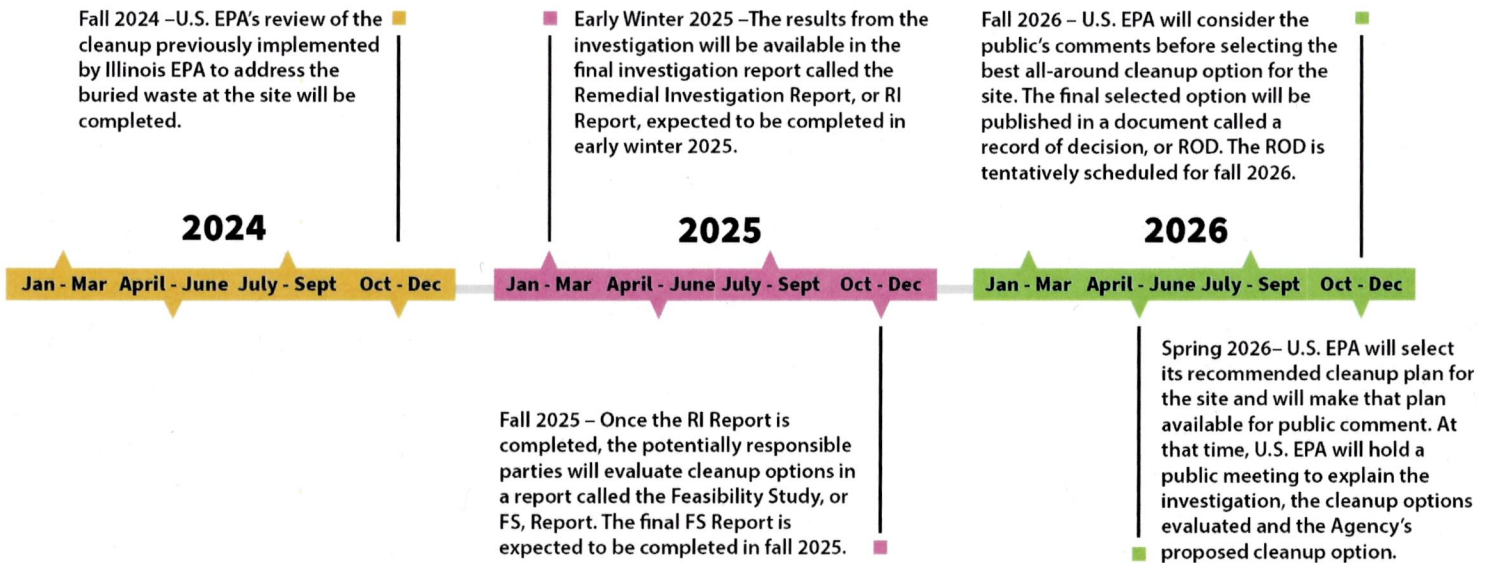 Fall 2024 –U.S. EPA's review of the
cleanup previously implemented
by Illinois EPA to address the
buried waste at the site will be
completed.
Early Winter 2025 –The results from the
investigation will be available in the
final investigation report called the
Remedial Investigation Report, or RI
Report, expected to be completed in
early winter 2025.
Fall 2026 – U.S. EPA will consider the
public's comments before selecting the
best all-around cleanup option for the
site. The final selected option will be
published in a document called a
record of decision, or ROD. The ROD is
tentatively scheduled for fall 2026.
2024
2025
2026
Jan - Mar April - June July - Sept Oct - Dec
Jan - Mar April - June July - Sept Oct - Dec
Jan - Mar April - June July - Sept Oct - Dec
Fall 2025 – Once the RI Report is
completed, the potentially responsible
parties will evaluate cleanup options in
a report called the Feasibility Study, or
FS, Report. The final FS Report is
expected to be completed in fall 2025.
Spring 2026– U.S. EPA will select
its recommended cleanup plan for
the site and will make that plan
available for public comment. At
that time, U.S. EPA will hold a
public meeting to explain the
investigation, the cleanup options
evaluated and the Agency's
proposed cleanup option.